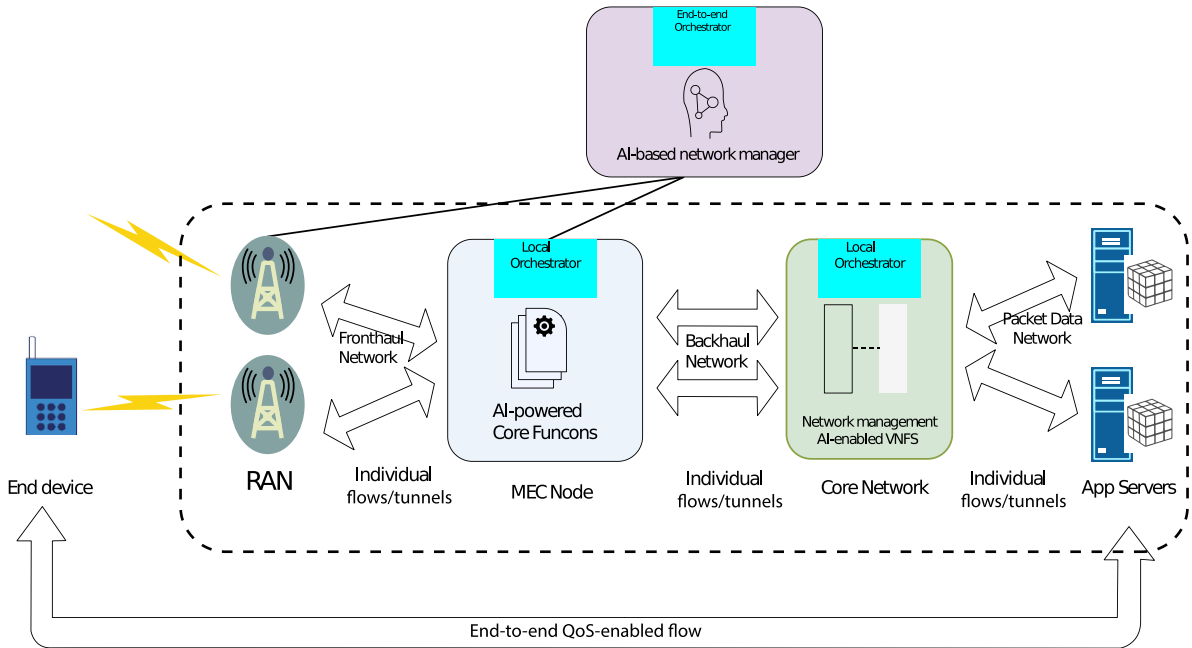 End-to-end
Orchestrator
AI-based network manager
Local
Orchestrator
Local
Orchestrator
Fronthaul
Network
Backhaul
Network
Packet Data
Network
AI-powered
Core Funcons
Network management
AI-enabled VNFS
End device
RAN
Individual
flows/tunnels
MEC Node
Individual
flows/tunnels
Core Network
Individual
flows/tunnels
App Servers
End-to-end QoS-enabled flow